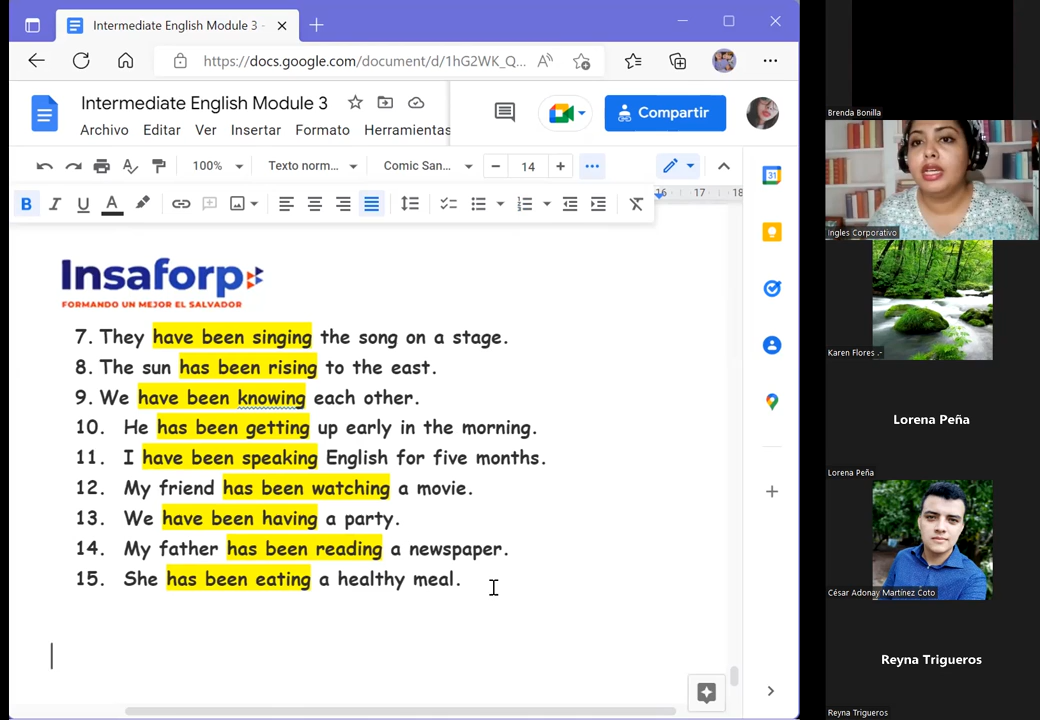 Intermediate English Module 3 -
https://docs.google.com/document/d/1hG2WK_Q...
Intermediate English Module 3
Archivo Editar Ver Insertar Formato Herramientas
Compartir
100% Texto norm... Comic San... 14
16 17 18
31
Insaforp
FORMANDO UN MEJOR EL SALVADOR
7. They have been singing the song on a stage.
8. The sun has been rising to the east.
9. We have been knowing each other.
10. He has been getting up early in the morning.
11. I have been speaking English for five months.
12. My friend has been watching a movie.
13. We have been having a party.
14. My father has been reading a newspaper.
15. She has been eating a healthy meal.
Brenda Bonilla
Ingles Corporativo
Karen Flores .-
Lorena Peña
Lorena Peña
César Adonay Martínez Coto
Reyna Trigueros
Reyna Trigueros